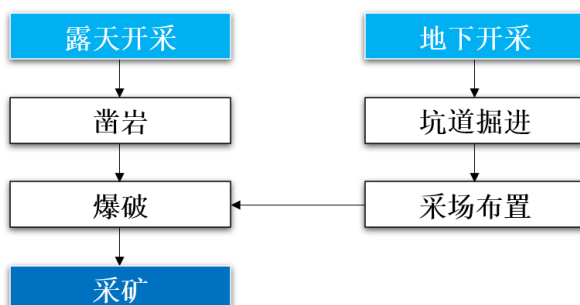 露天开采
地下开采
凿岩
坑道掘进
爆破
采场布置
采矿